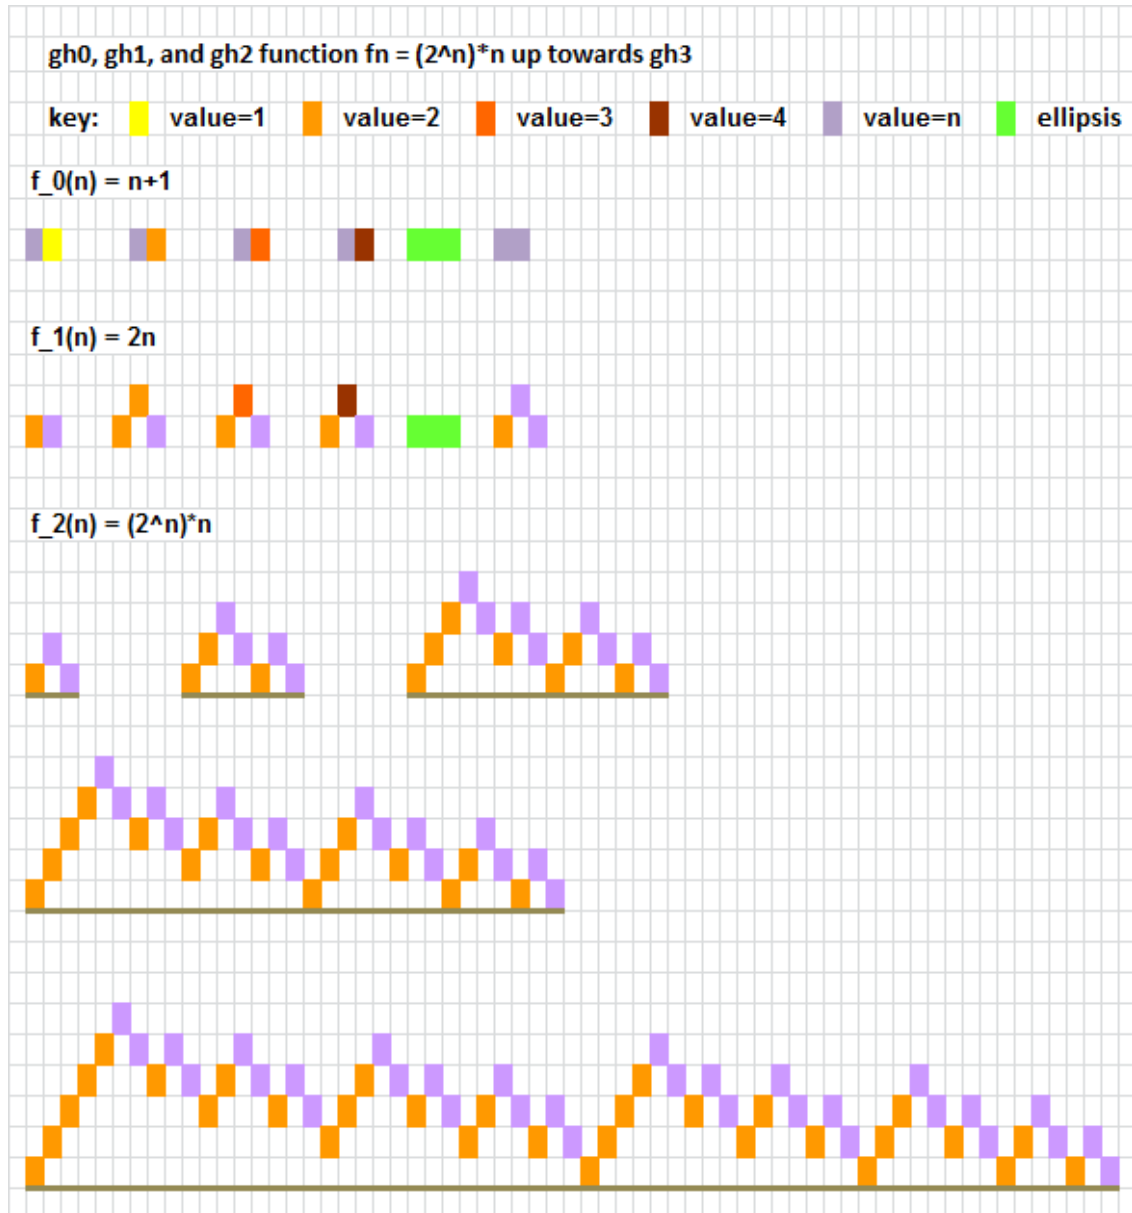 gh0, gh1, and gh2 function fn = (2^n)*n up towards gh3
key: value=1 value=2 value=3 value=4 value=n ellipsis
f_0(n) = n+1
f_1(n) = 2n
f_2(n) = (2^n)*n